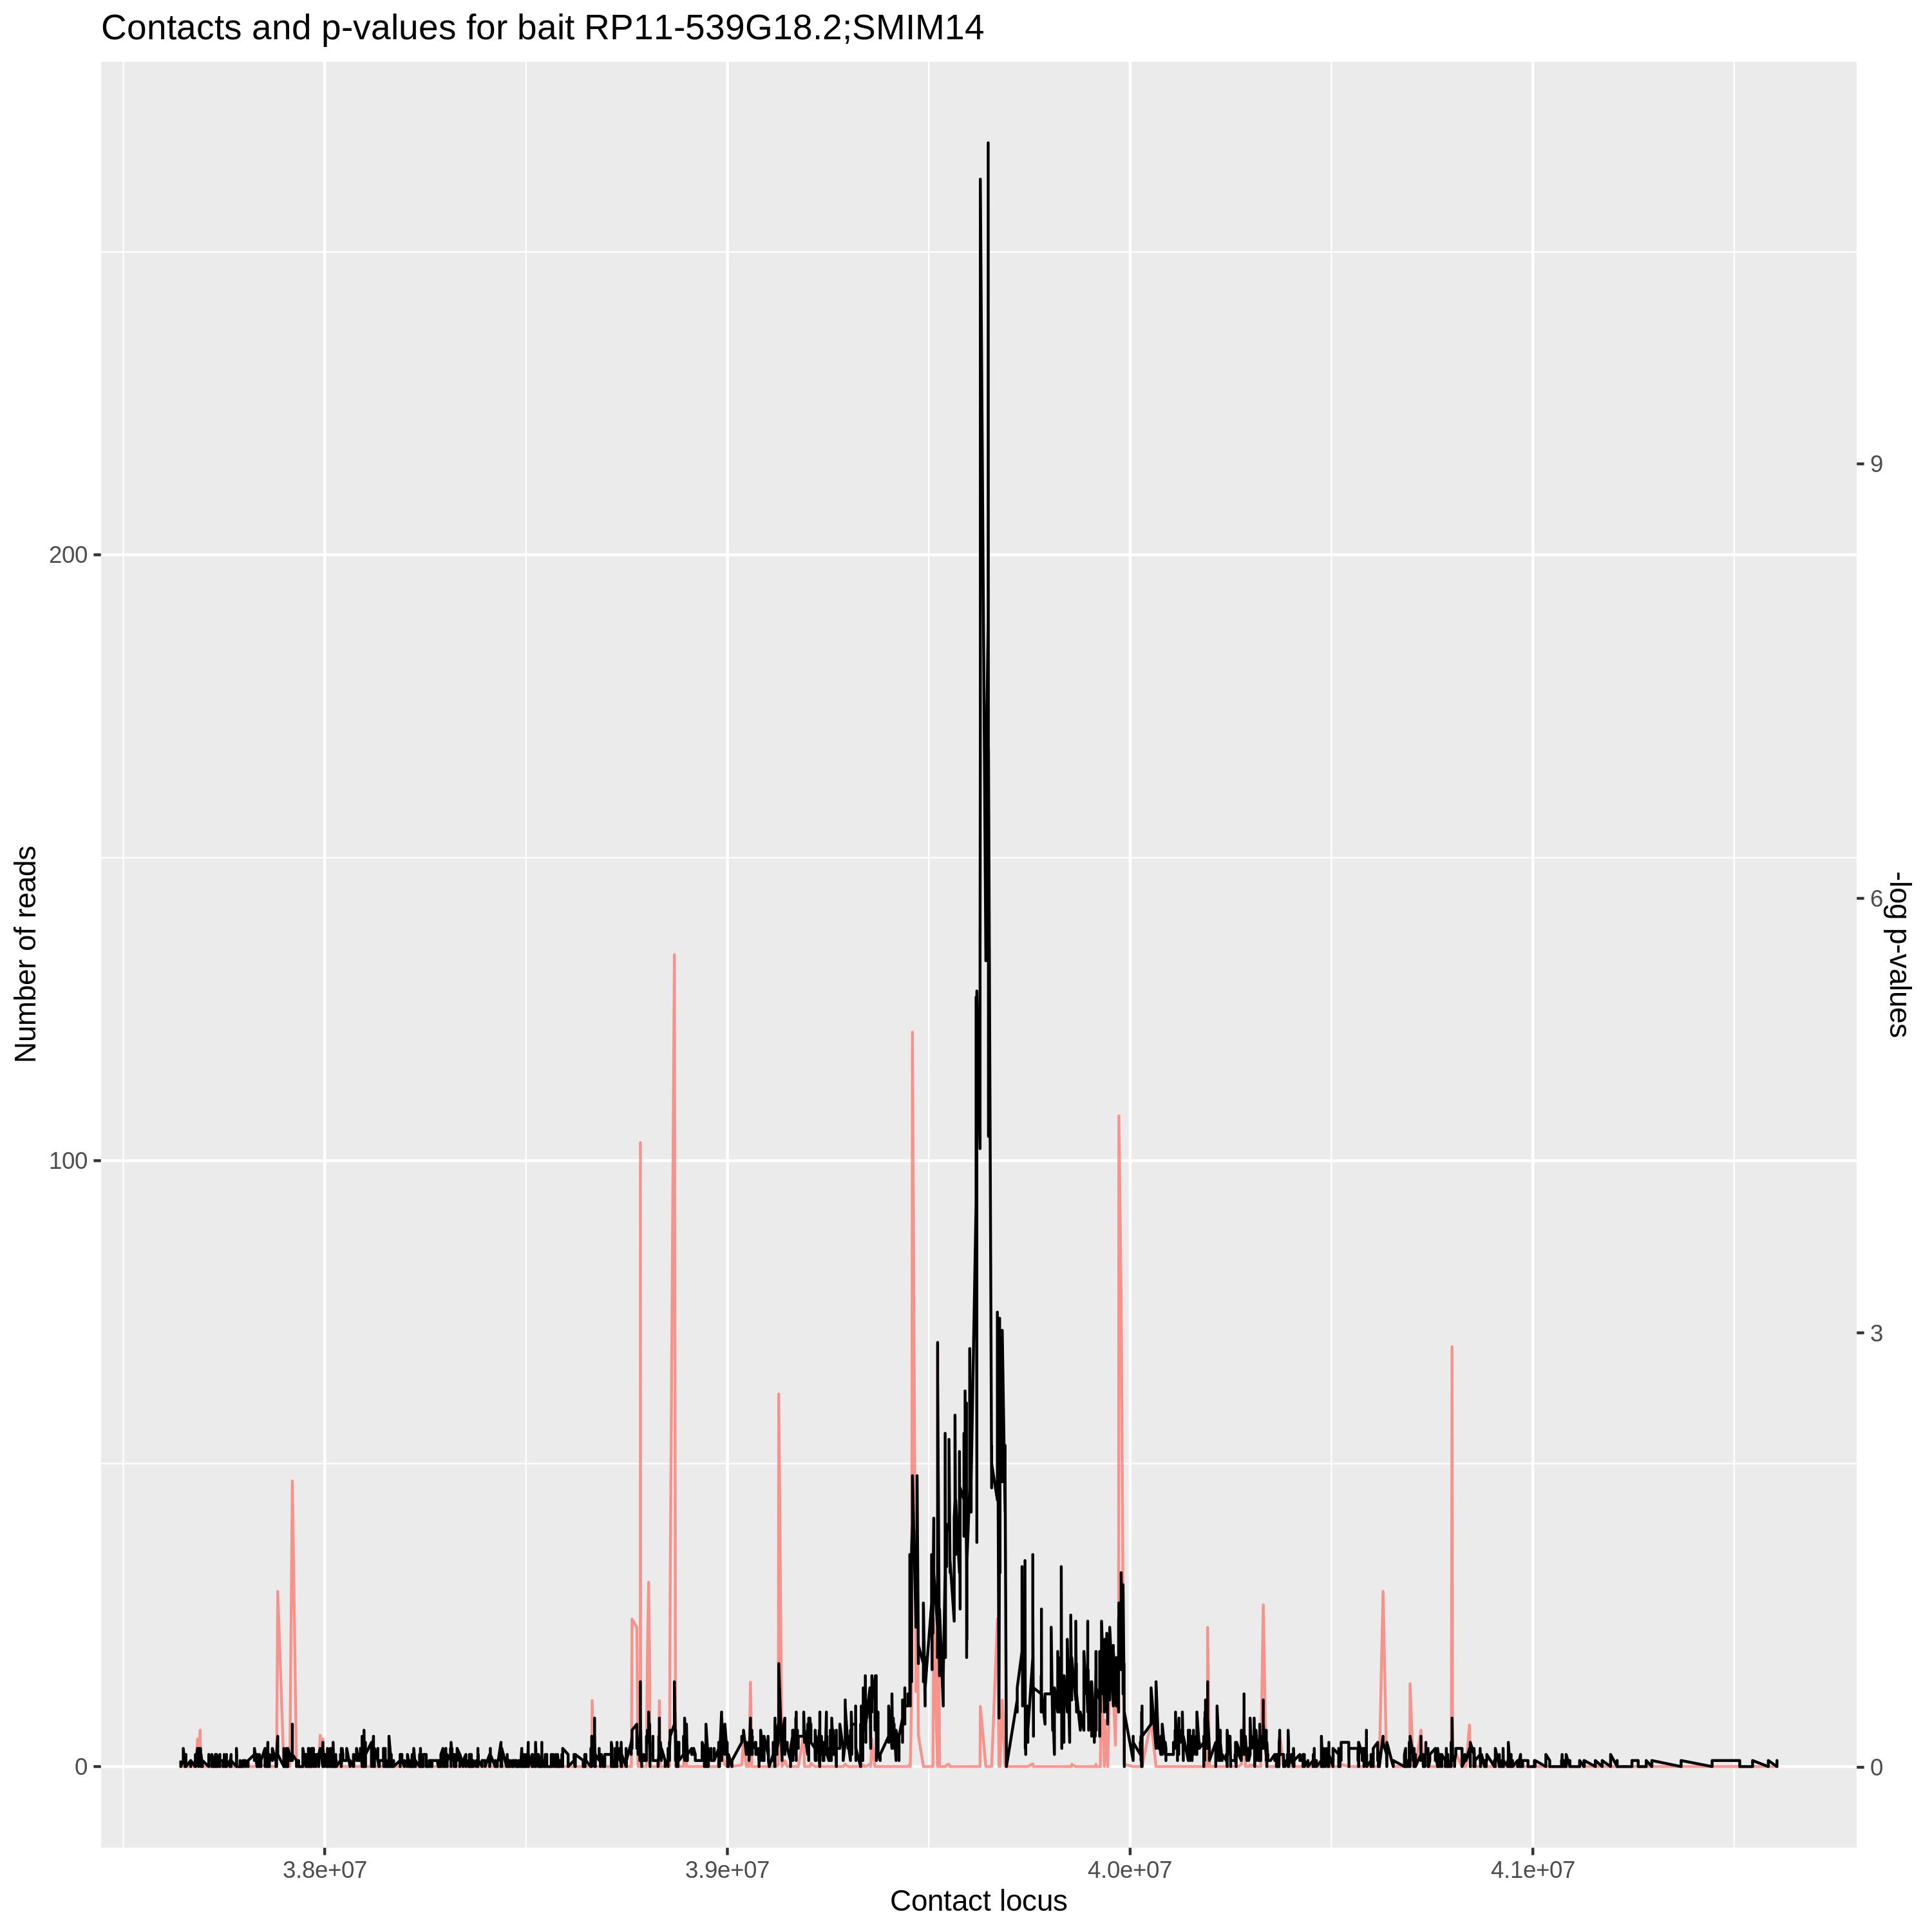 Contacts and p-values for bait RP11-539G18.2;SMIM14
Number of reads
200
100
0
9
6
3
0
-log p-values
3.8e+07 3.9e+07 4.0e+07 4.1e+07
Contact locus